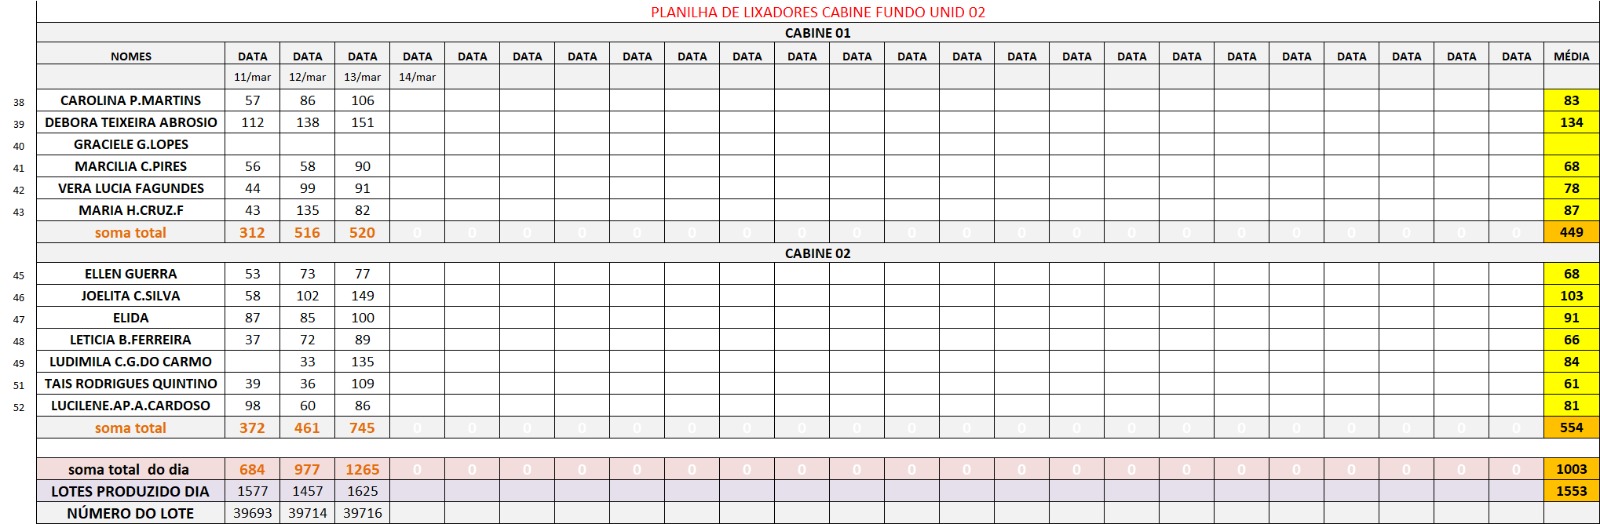 PLANILHA DE LIXADORES CABINE FUNDO UNID 02
CABINE 01
NOMES DATA DATA DATA DATA DATA DATA DATA DATA DATA DATA DATA DATA DATA DATA DATA DATA DATA DATA DATA DATA DATA DATA DATA DATA MÉDIA
11/mar 12/mar 13/mar 14/mar
38 CAROLINA P.MARTINS 57 86 106 83
39 DEBORA TEIXEIRA ABROSIO 112 138 151 134
40 GRACIELE G.LOPES
41 MARCILIA C.PIRES 56 58 90 68
42 VERA LUCIA FAGUNDES 44 99 91 78
43 MARIA H.CRUZ.F 43 135 82 87
soma total 312 516 520 0 0 0 0 0 0 0 0 0 0 0 0 0 0 0 0 0 0 0 0 0 449
CABINE 02
45 ELLEN GUERRA 53 73 77 68
46 JOELITA C.SILVA 58 102 149 103
47 ELIDA 87 85 100 91
48 LETICIA B.FERREIRA 37 72 89 66
49 LUDIMILA C.G.DO CARMO 33 135 84
51 TAIS RODRIGUES QUINTINO 39 36 109 61
52 LUCILENE.AP.A.CARDOSO 98 60 86 81
soma total 372 461 745 0 0 0 0 0 0 0 0 0 0 0 0 0 0 0 0 0 0 0 0 0 554
soma total do dia 684 977 1265 0 0 0 0 0 0 0 0 0 0 0 0 0 0 0 0 0 0 0 0 0 1003
LOTES PRODUZIDO DIA 1577 1457 1625 1553
NÚMERO DO LOTE 39693 39714 39716